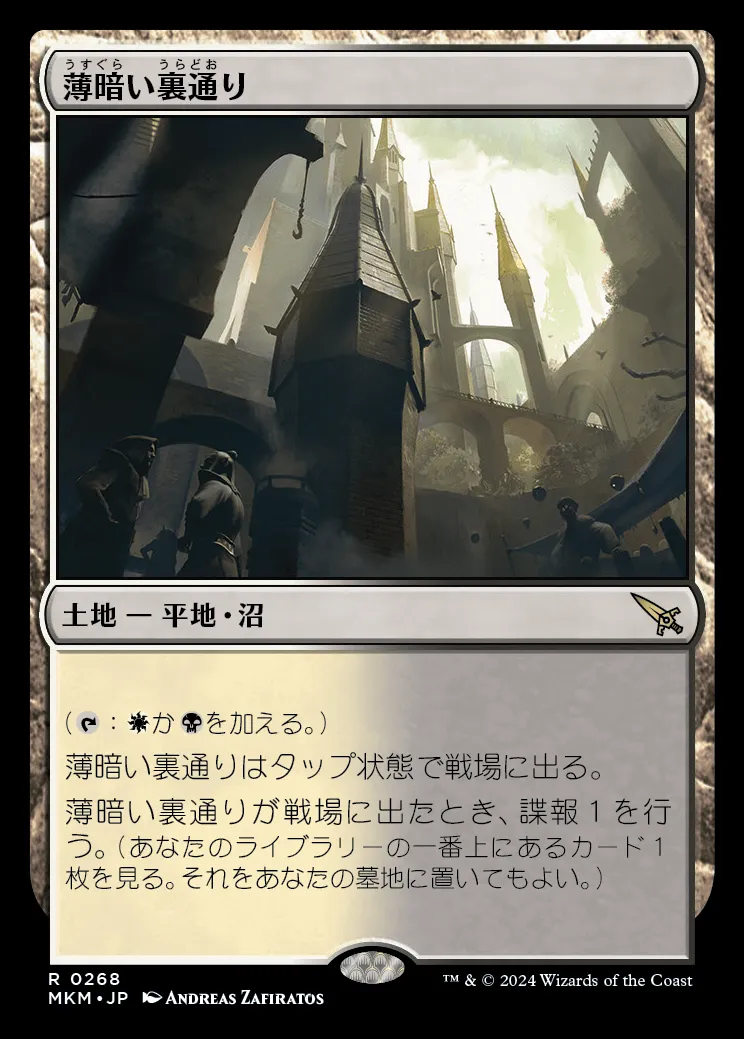 うすぐら うらどお
薄暗い裏通り
土地 — 平地・沼
(：か を加える。)
薄暗い裏通りはタップ状態で戦場に出る。
薄暗い裏通りが戦場に出たとき、諜報1を行
う。(あなたのライブラリーの一番上にあるカード1
枚を見る。それをあなたの墓地に置いてもよい。)
R 0268
MKM • JP ANDREAS ZAFIRATOS
™ & © 2024 Wizards of the Coast